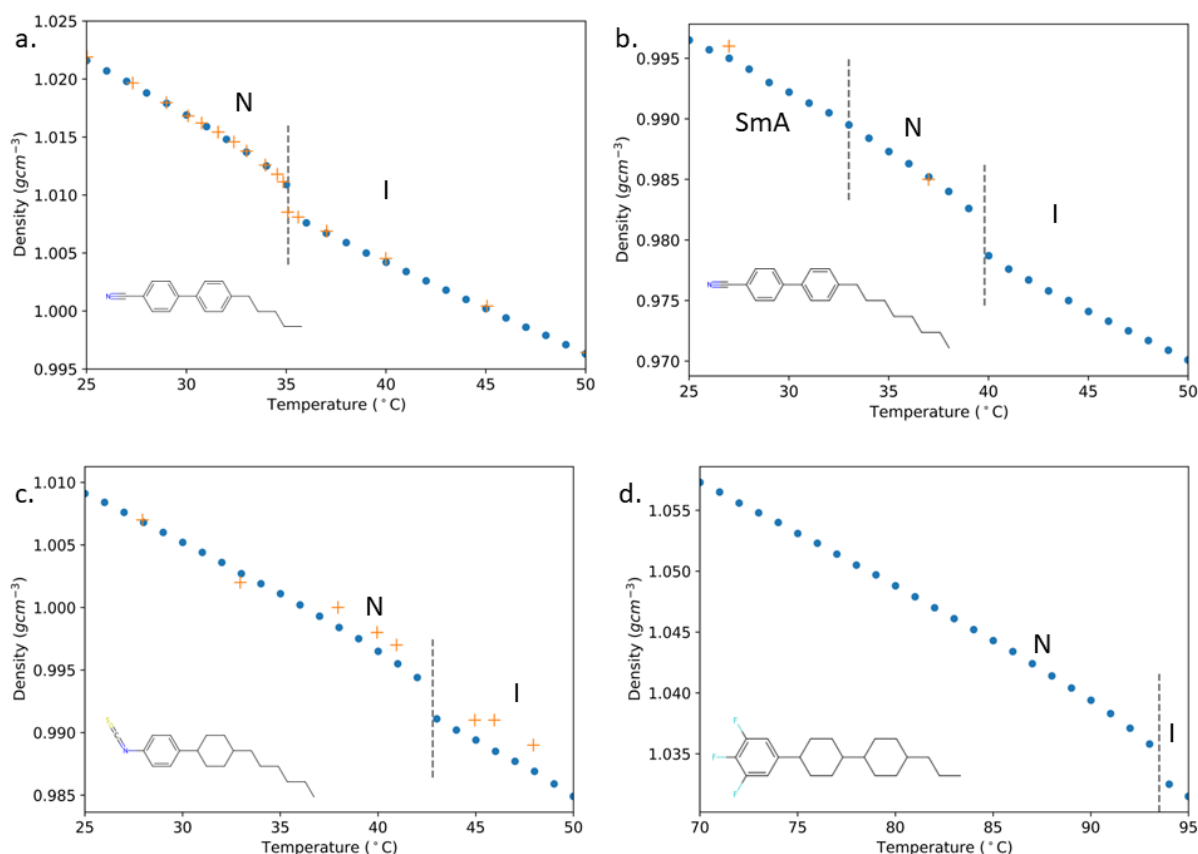 a.
1.025
1.020
1.015
1.010
1.005
1.000
0.995
Density (gcm⁻³)
N
I
N
25 30 35 40 45 50
Temperature (°C)
b.
0.995
0.990
0.985
0.980
0.975
0.970
Density (gcm⁻³)
SmA
N
I
N
25 30 35 40 45 50
Temperature (°C)
c.
1.010
1.005
1.000
0.995
0.990
0.985
Density (gcm⁻³)
N
I
S
C
N
25 30 35 40 45 50
Temperature (°C)
d.
1.055
1.050
1.045
1.040
1.035
Density (gcm⁻³)
N
I
F
F
F
70 75 80 85 90 95
Temperature (°C)